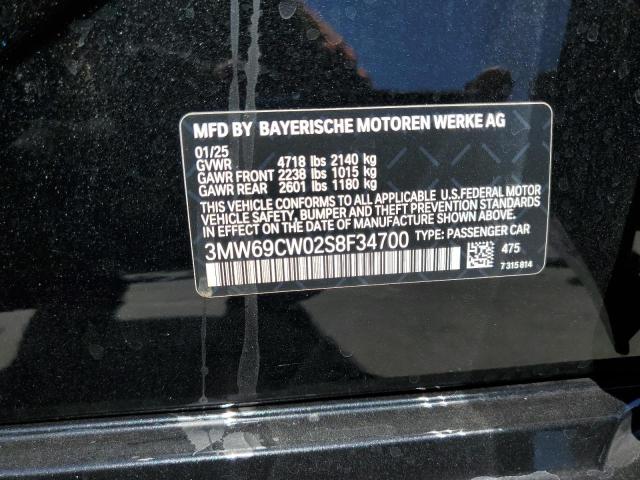 MFD BY BAYERISCHE MOTOREN WERKE AG
01/25
GVWR 4718 lbs 2140 kg
GAWR FRONT 2238 lbs 1015 kg
GAWR REAR 2601 lbs 1180 kg
THIS VEHICLE CONFORMS TO ALL APPLICABLE U.S.FEDERAL MOTOR
VEHICLE SAFETY, BUMPER AND THEFT PREVENTION STANDARDS
IN EFFECT ON THE DATE OF MANUFACTURE SHOWN ABOVE.
3MW69CW02S8F34700 TYPE: PASSENGER CAR
475
7315814